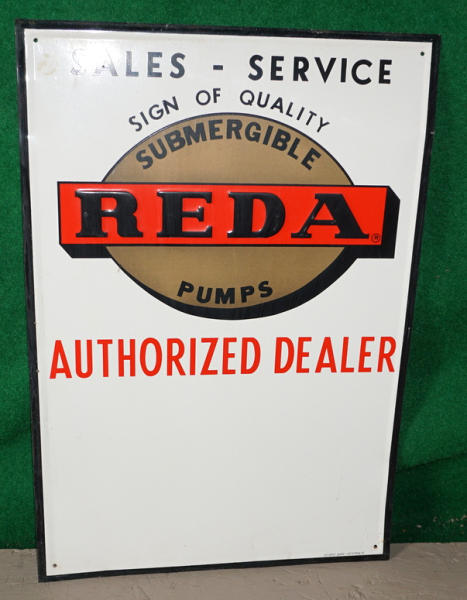 SALES - SERVICE
SIGN OF QUALITY
SUBMERGIBLE
REDA®
PUMPS
AUTHORIZED DEALER